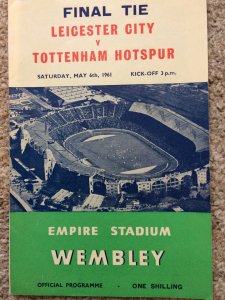 FINAL TIE
LEICESTER CITY
v
TOTTENHAM HOTSPUR
SATURDAY, MAY 6th, 1961 KICK-OFF 3 p.m.
EMPIRE STADIUM
WEMBLEY
OFFICIAL PROGRAMME · ONE SHILLING